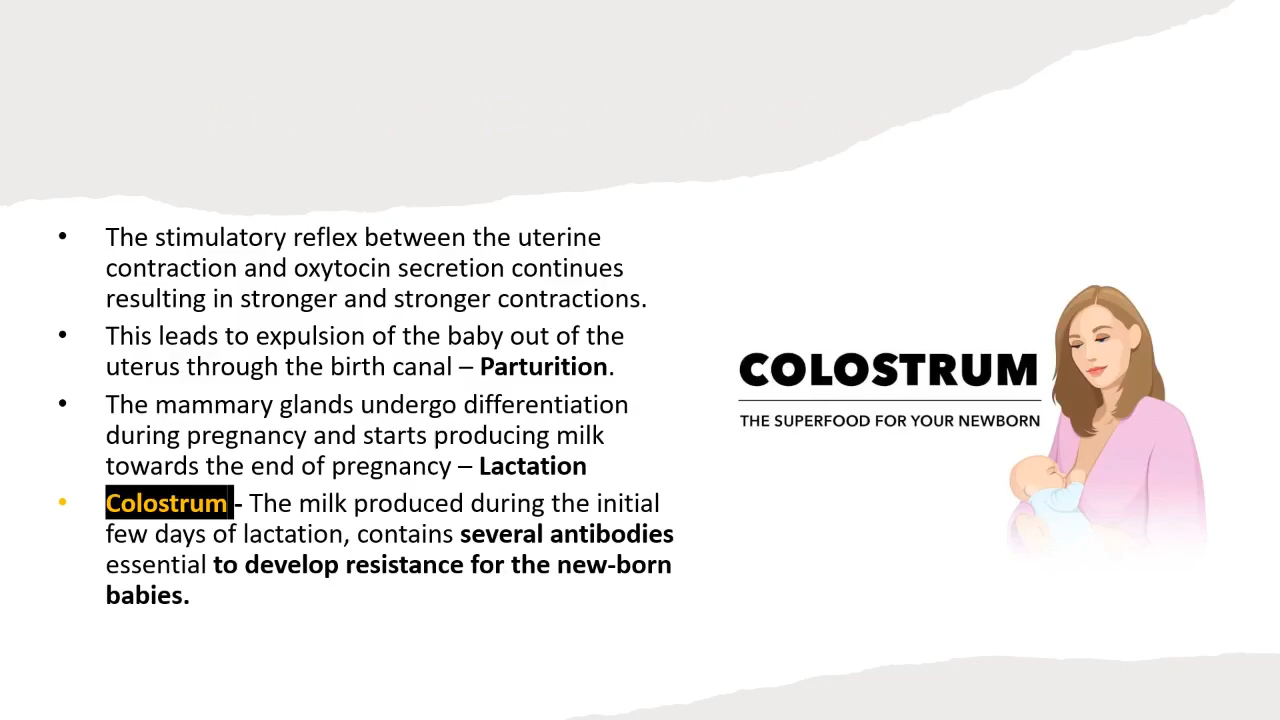 • The stimulatory reflex between the uterine
contraction and oxytocin secretion continues
resulting in stronger and stronger contractions.
• This leads to expulsion of the baby out of the
uterus through the birth canal – Parturition.
• The mammary glands undergo differentiation
during pregnancy and starts producing milk
towards the end of pregnancy – Lactation
• Colostrum - The milk produced during the initial
few days of lactation, contains several antibodies
essential to develop resistance for the new-born
babies.
COLOSTRUM
THE SUPERFOOD FOR YOUR NEWBORN